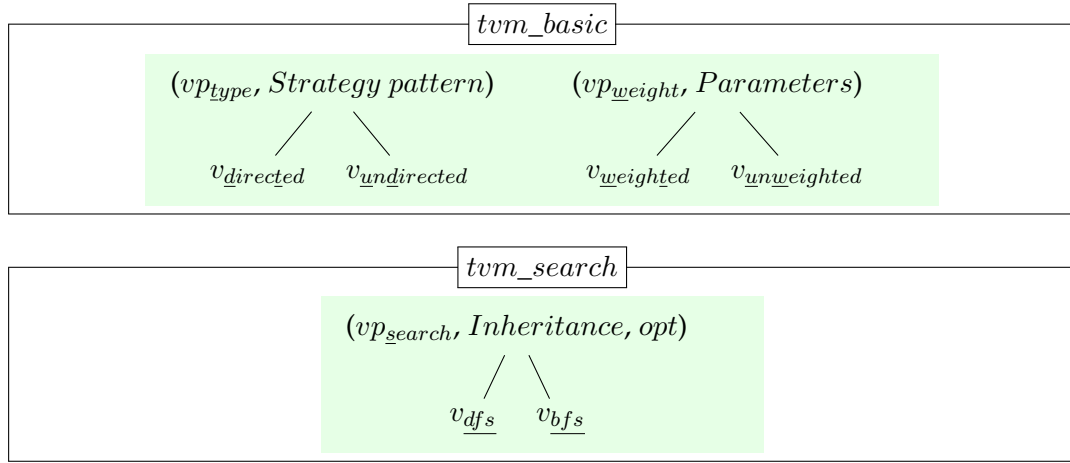 tvm_basic
(vp_type, Strategy pattern) (vp_weight, Parameters)
v_directed v_undirected v_weighted v_unweighted
tvm_search
(vp_search, Inheritance, opt)
v_dfs v_bfs